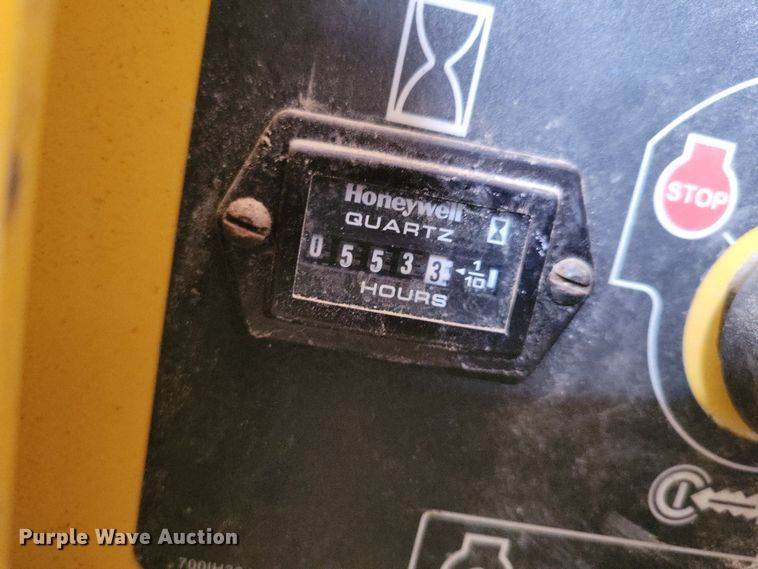 Honeywell
QUARTZ
0 5 5 3 3 1/10
HOURS
STOP
Purple Wave Auction